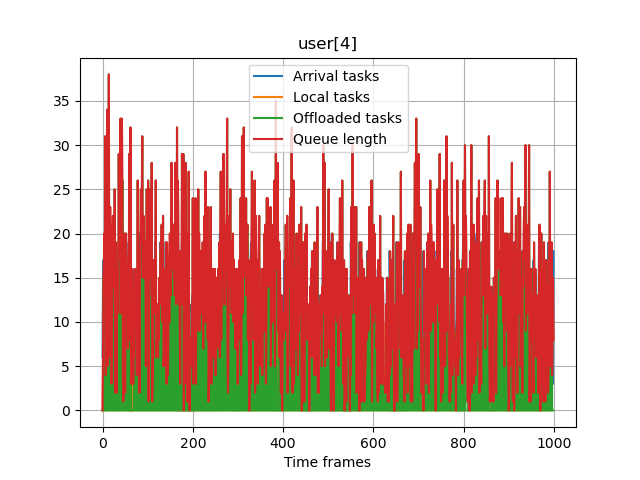 user[4]
Arrival tasks
Local tasks
Offloaded tasks
Queue length
35
30
25
20
15
10
5
0
0 200 400 600 800 1000
Time frames